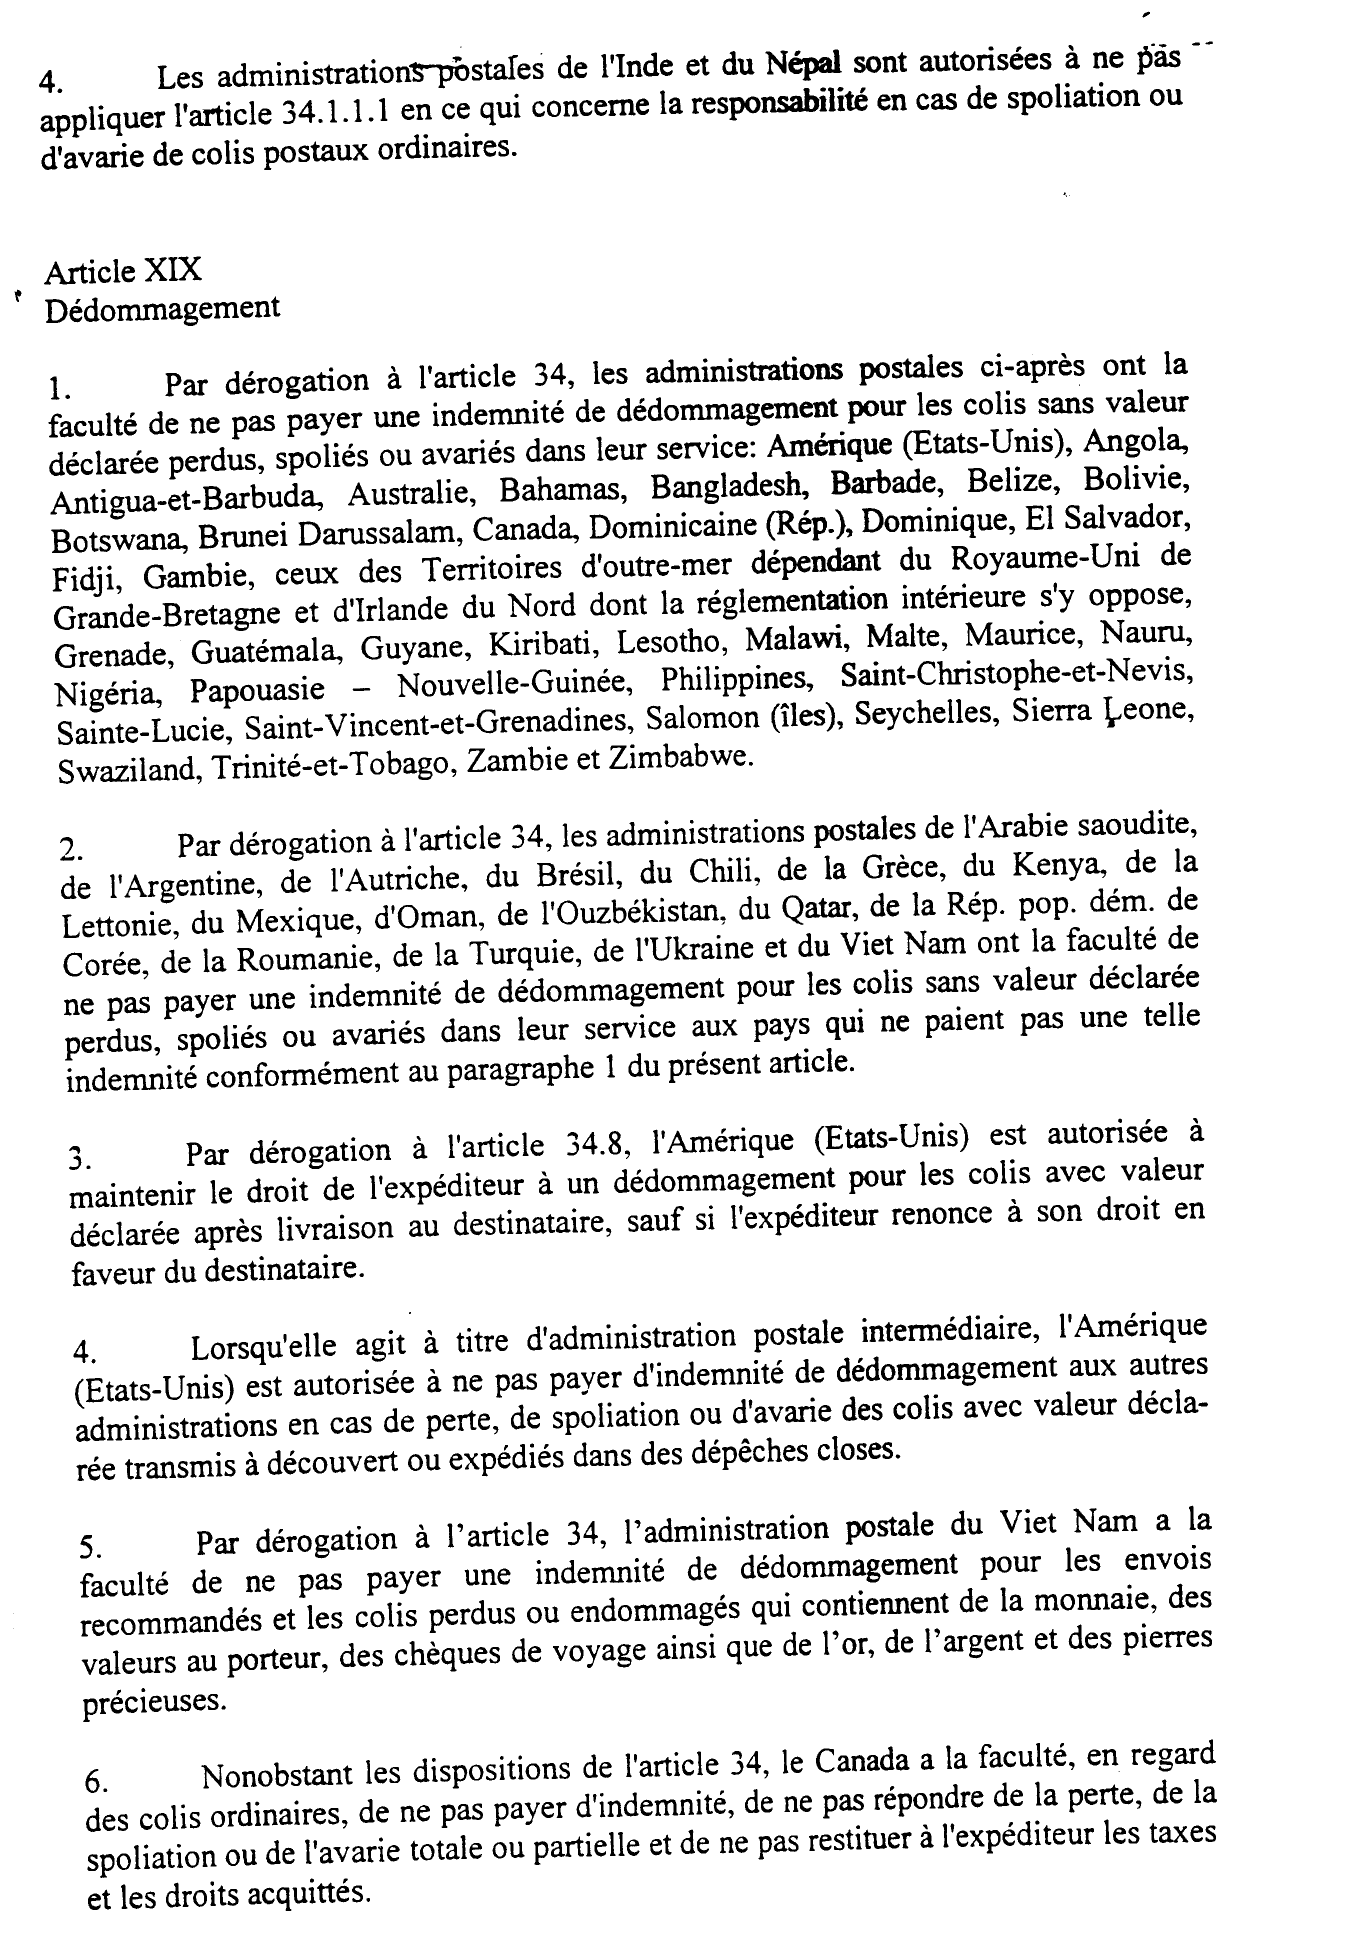 4. Les administrations postales de l'Inde et du Népal sont autorisées à ne pas
appliquer l'article 34.1.1.1 en ce qui concerne la responsabilité en cas de spoliation ou
d'avarie de colis postaux ordinaires.
Article XIX
Dédommagement
1. Par dérogation à l'article 34, les administrations postales ci-après ont la
faculté de ne pas payer une indemnité de dédommagement pour les colis sans valeur
déclarée perdus, spoliés ou avariés dans leur service: Amérique (Etats-Unis), Angola,
Antigua-et-Barbuda, Australie, Bahamas, Bangladesh, Barbade, Belize, Bolivie,
Botswana, Brunei Darussalam, Canada, Dominicaine (Rép.), Dominique, El Salvador,
Fidji, Gambie, ceux des Territoires d'outre-mer dépendant du Royaume-Uni de
Grande-Bretagne et d'Irlande du Nord dont la réglementation intérieure s'y oppose,
Grenade, Guatémala, Guyane, Kiribati, Lesotho, Malawi, Malte, Maurice, Nauru,
Nigéria, Papouasie – Nouvelle-Guinée, Philippines, Saint-Christophe-et-Nevis,
Sainte-Lucie, Saint-Vincent-et-Grenadines, Salomon (îles), Seychelles, Sierra Leone,
Swaziland, Trinité-et-Tobago, Zambie et Zimbabwe.
2. Par dérogation à l'article 34, les administrations postales de l'Arabie saoudite,
de l'Argentine, de l'Autriche, du Brésil, du Chili, de la Grèce, du Kenya, de la
Lettonie, du Mexique, d'Oman, de l'Ouzbékistan, du Qatar, de la Rép. pop. dém. de
Corée, de la Roumanie, de la Turquie, de l'Ukraine et du Viet Nam ont la faculté de
ne pas payer une indemnité de dédommagement pour les colis sans valeur déclarée
perdus, spoliés ou avariés dans leur service aux pays qui ne paient pas une telle
indemnité conformément au paragraphe 1 du présent article.
3. Par dérogation à l'article 34.8, l'Amérique (Etats-Unis) est autorisée à
maintenir le droit de l'expéditeur à un dédommagement pour les colis avec valeur
déclarée après livraison au destinataire, sauf si l'expéditeur renonce à son droit en
faveur du destinataire.
4. Lorsqu'elle agit à titre d'administration postale intermédiaire, l'Amérique
(Etats-Unis) est autorisée à ne pas payer d'indemnité de dédommagement aux autres
administrations en cas de perte, de spoliation ou d'avarie des colis avec valeur décla-
rée transmis à découvert ou expédiés dans des dépêches closes.
5. Par dérogation à l’article 34, l’administration postale du Viet Nam a la
faculté de ne pas payer une indemnité de dédommagement pour les envois
recommandés et les colis perdus ou endommagés qui contiennent de la monnaie, des
valeurs au porteur, des chèques de voyage ainsi que de l’or, de l’argent et des pierres
précieuses.
6. Nonobstant les dispositions de l'article 34, le Canada a la faculté, en regard
des colis ordinaires, de ne pas payer d'indemnité, de ne pas répondre de la perte, de la
spoliation ou de l'avarie totale ou partielle et de ne pas restituer à l'expéditeur les taxes
et les droits acquittés.